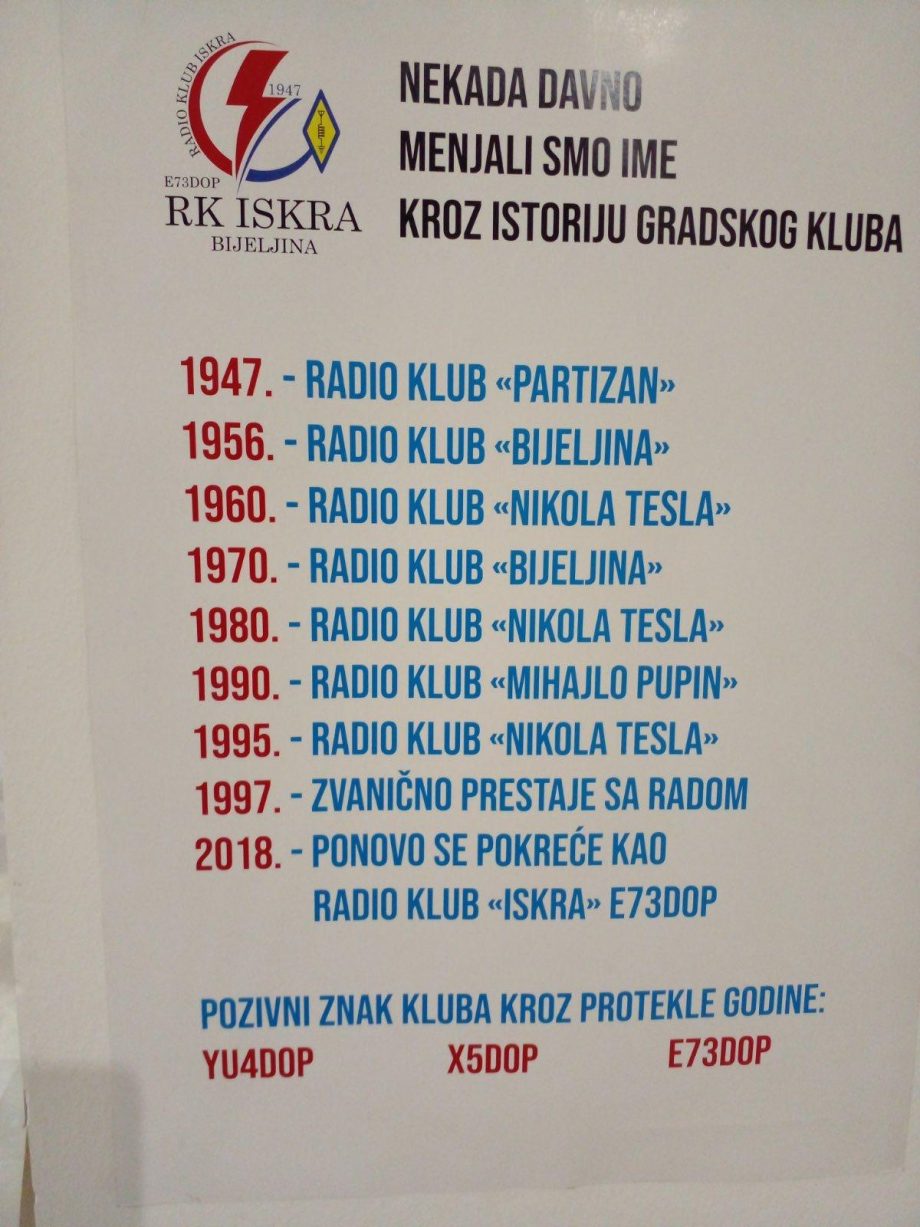 RADIO KLUB ISKRA
1947
E73DOP
RK ISKRA
BIJELJINA
NEKADA DAVNO
MENJALI SMO IME
KROZ ISTORIJU GRADSKOG KLUBA
1947. - RADIO KLUB «PARTIZAN»
1956. - RADIO KLUB «BIJELJINA»
1960. - RADIO KLUB «NIKOLA TESLA»
1970. - RADIO KLUB «BIJELJINA»
1980. - RADIO KLUB «NIKOLA TESLA»
1990. - RADIO KLUB «MIHAJLO PUPIN»
1995. - RADIO KLUB «NIKOLA TESLA»
1997. - ZVANIČNO PRESTAJE SA RADOM
2018. - PONOVO SE POKREĆE KAO
RADIO KLUB «ISKRA» E73DOP
POZIVNI ZNAK KLUBA KROZ PROTEKLE GODINE:
YU4DOP X5DOP E73DOP